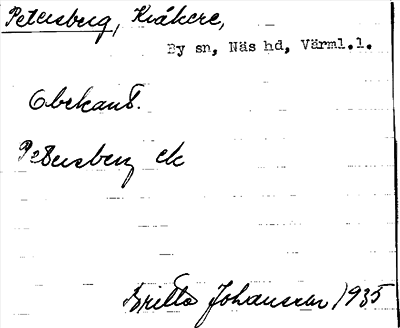 Petersberg, Kråkere,
By sn, Näs hd, Värml.l.
Obekant.
Petersberg ek
Britta Johansson 1935